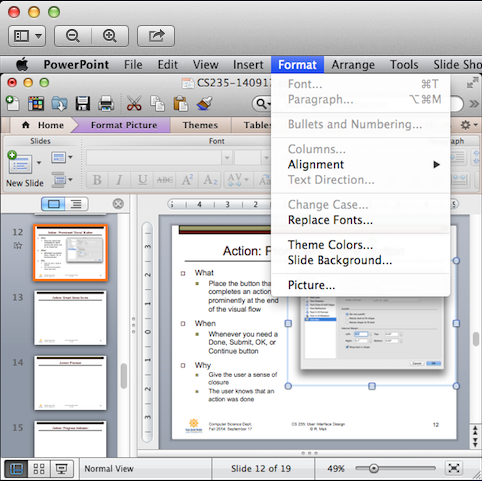 PowerPoint File Edit View Insert Format Arrange Tools Slide Sho
CS235-14091
Home Format Picture Themes Tables
Font... ⌘T
Paragraph... ⌥⌘M
Bullets and Numbering...
Columns...
Alignment
Text Direction...
Change Case...
Replace Fonts...
Theme Colors...
Slide Background...
Picture...
Slides Font
New Slide
B I U
12
13
14
15
4 3 2
Action: P
What
Place the button tha
completes an action
prominently at the end
of the visual flow
When
Whenever you need a
Done, Submit, OK, or
Continue button
Why
Give the user a sense of
closure
The user knows that an
action was done
Computer Science Dept.
Fall 2014: September 17
CS 235: User Interface Design
© R. Mak
12
Normal View Slide 12 of 19 49%